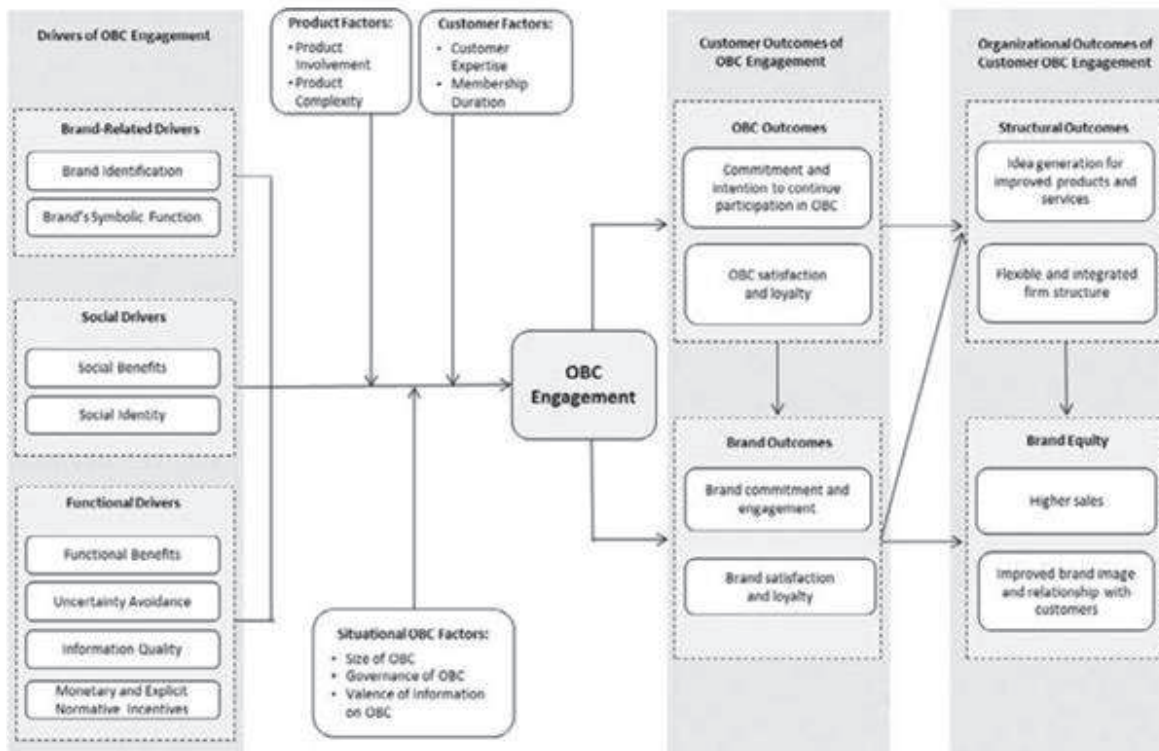 Drivers of OBC Engagement
Brand-Related Drivers
Brand Identification
Brand's Symbolic Function
Social Drivers
Social Benefits
Social Identity
Functional Drivers
Functional Benefits
Uncertainty Avoidance
Information Quality
Monetary and Explicit
Normative Incentives
Product Factors:
• Product
Involvement
• Product
Complexity
Customer Factors:
• Customer
Expertise
• Membership
Duration
Situational OBC Factors:
• Size of OBC
• Governance of OBC
• Valence of Information
on OBC
OBC
Engagement
Customer Outcomes of
OBC Engagement
OBC Outcomes
Commitment and
intention to continue
participation in OBC
OBC satisfaction
and loyalty
Brand Outcomes
Brand commitment and
engagement
Brand satisfaction
and loyalty
Organizational Outcomes of
Customer OBC Engagement
Structural Outcomes
Idea generation for
improved products and
services
Flexible and integrated
firm structure
Brand Equity
Higher sales
Improved brand image
and relationship with
customers